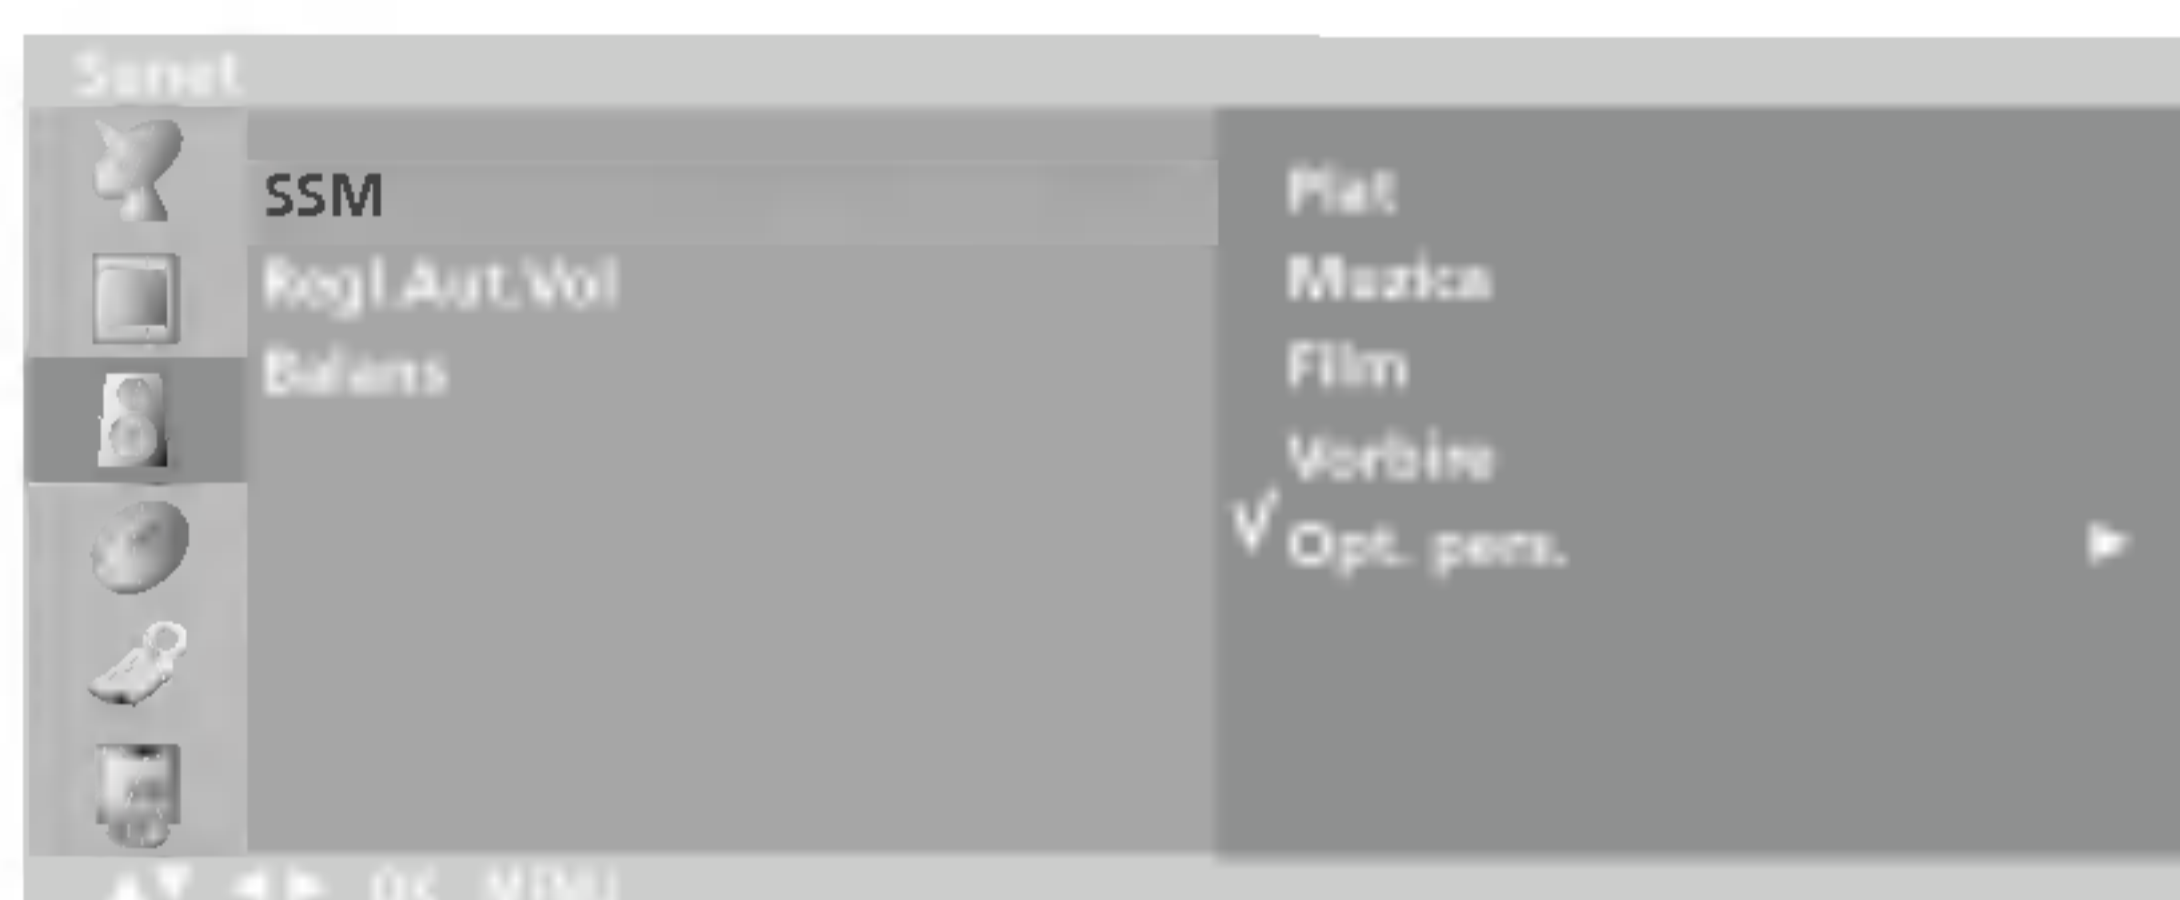 Sunet
SSM
Regl.Aut.Vol
Balans
Plat
Muzica
Film
Vorbire
Opt. pers.
OK MENU